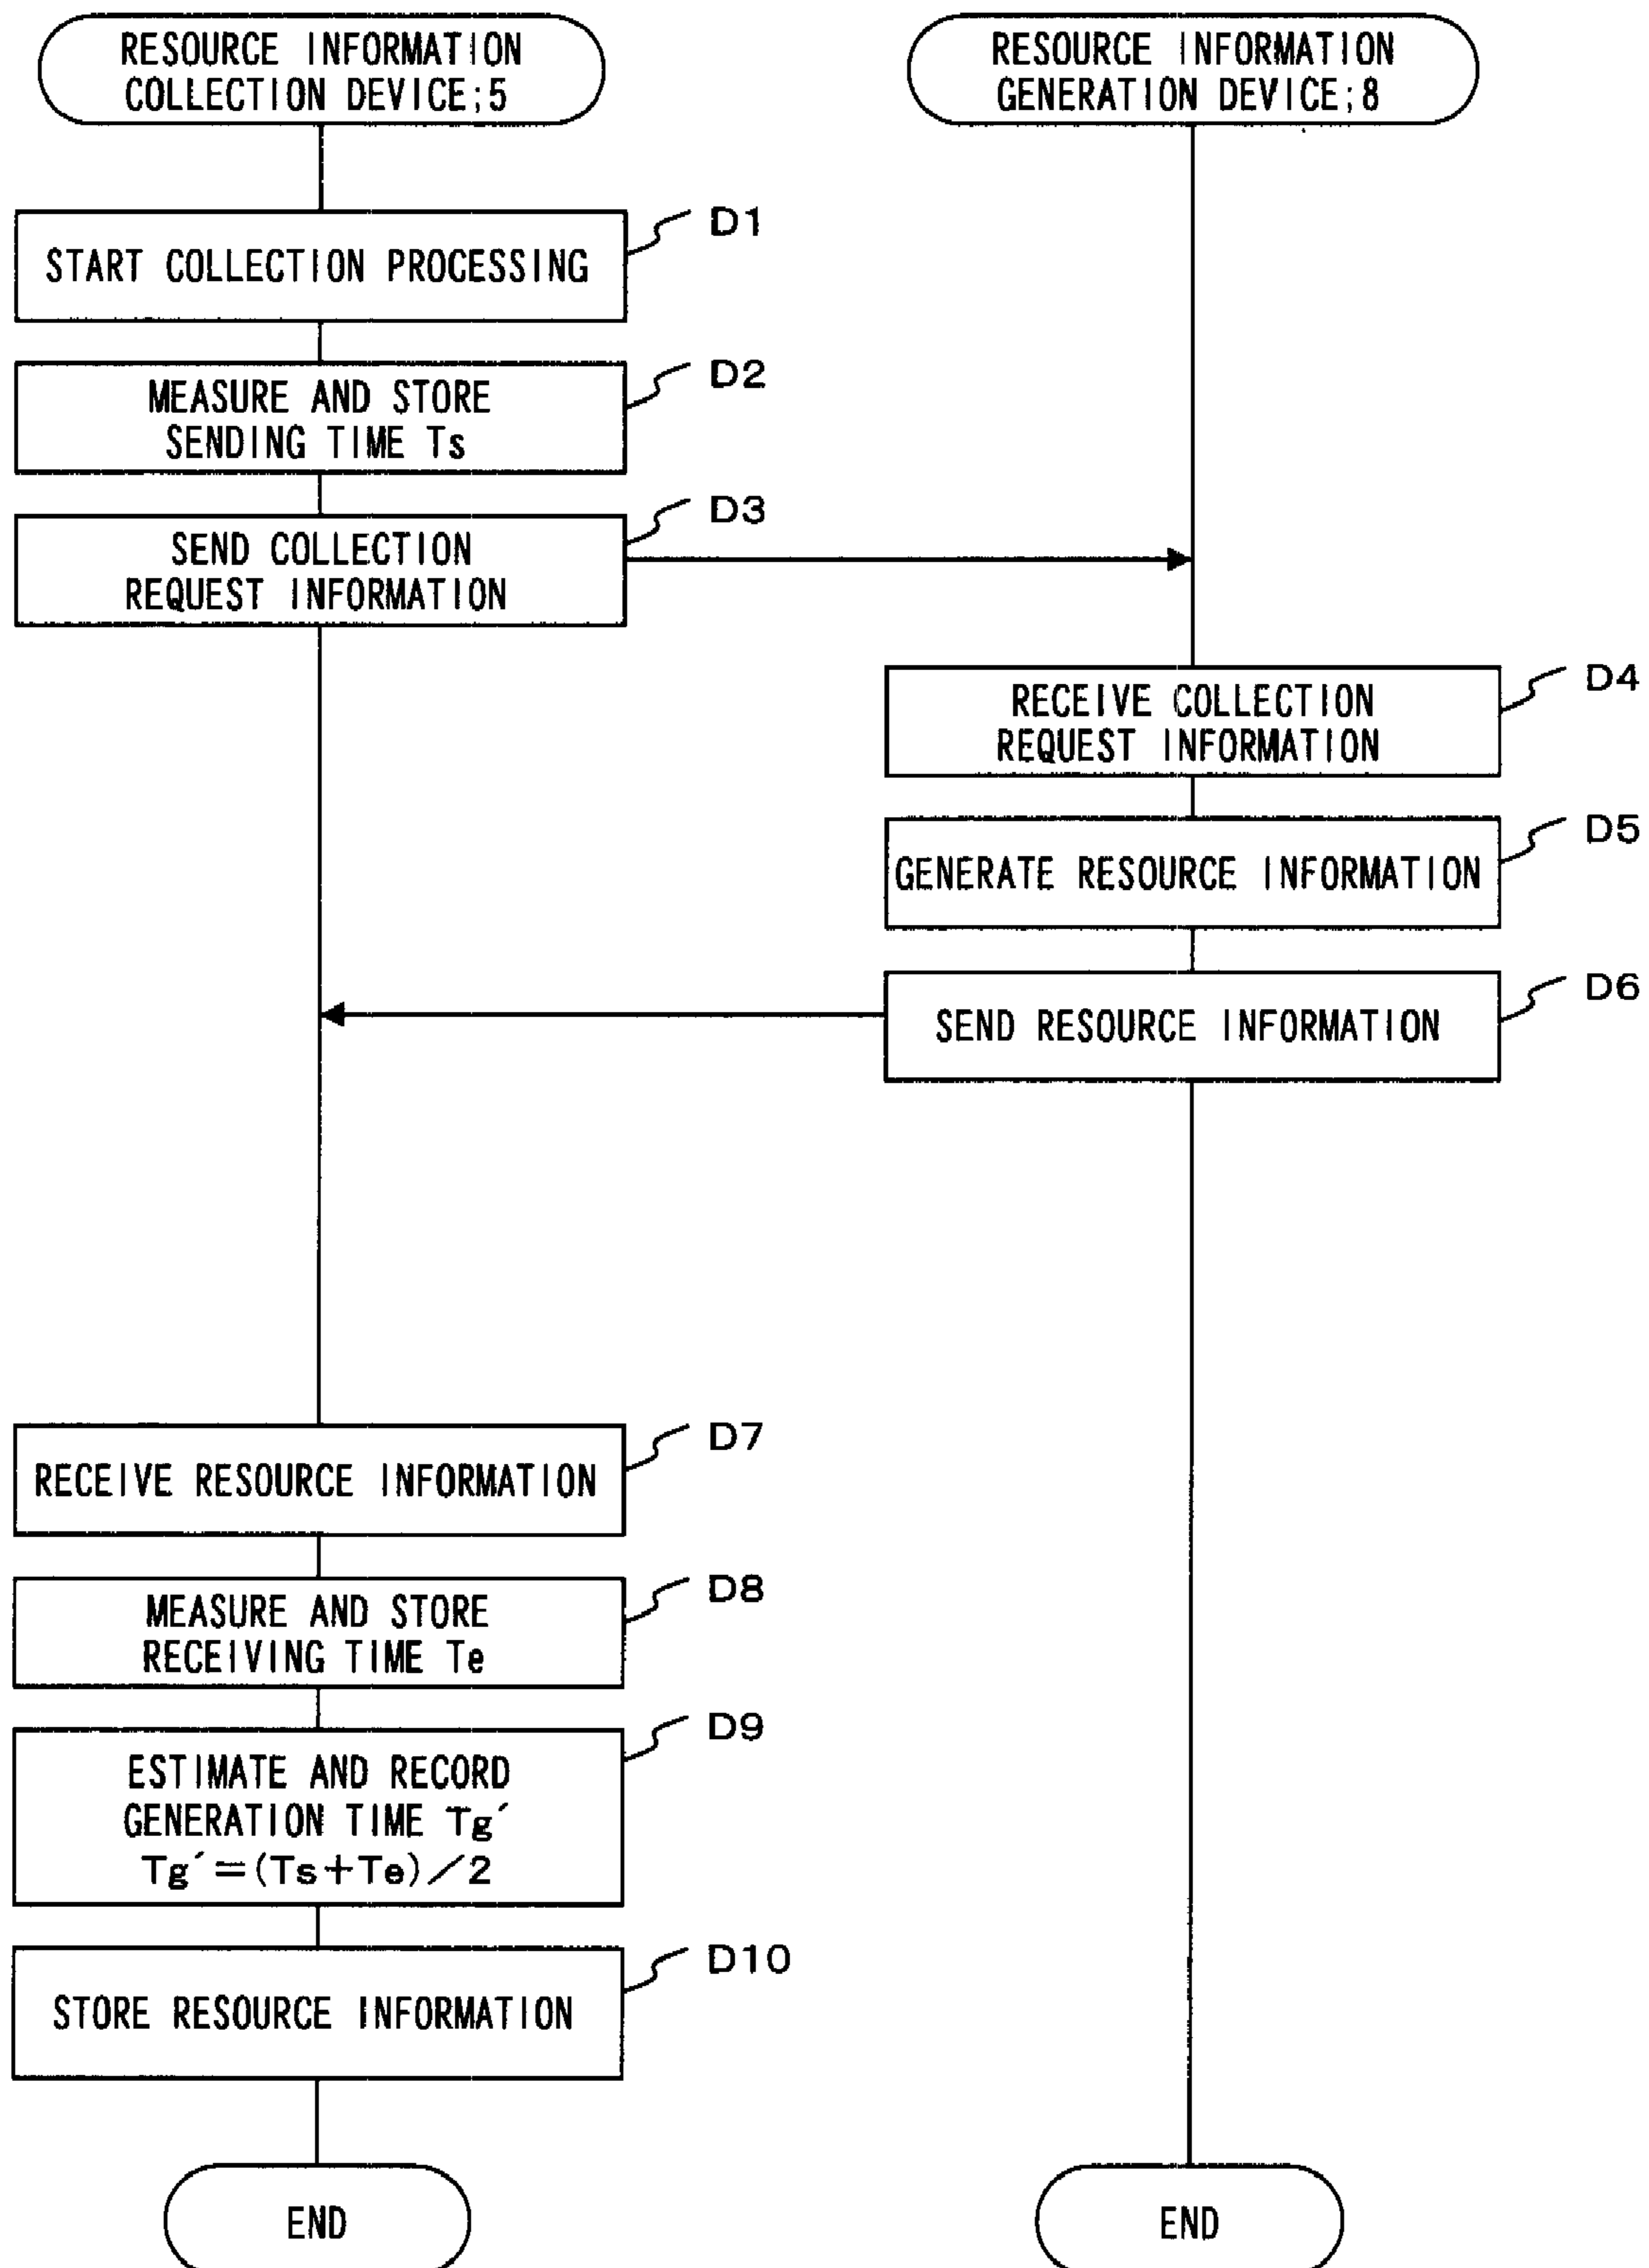 RESOURCE INFORMATION
COLLECTION DEVICE;5
RESOURCE INFORMATION
GENERATION DEVICE;8
START COLLECTION PROCESSING
D1
MEASURE AND STORE
SENDING TIME Ts
D2
SEND COLLECTION
REQUEST INFORMATION
D3
RECEIVE COLLECTION
REQUEST INFORMATION
D4
GENERATE RESOURCE INFORMATION
D5
SEND RESOURCE INFORMATION
D6
RECEIVE RESOURCE INFORMATION
D7
MEASURE AND STORE
RECEIVING TIME Te
D8
ESTIMATE AND RECORD
GENERATION TIME Tg´
Tg´=(Ts+Te)/2
D9
STORE RESOURCE INFORMATION
D10
END
END